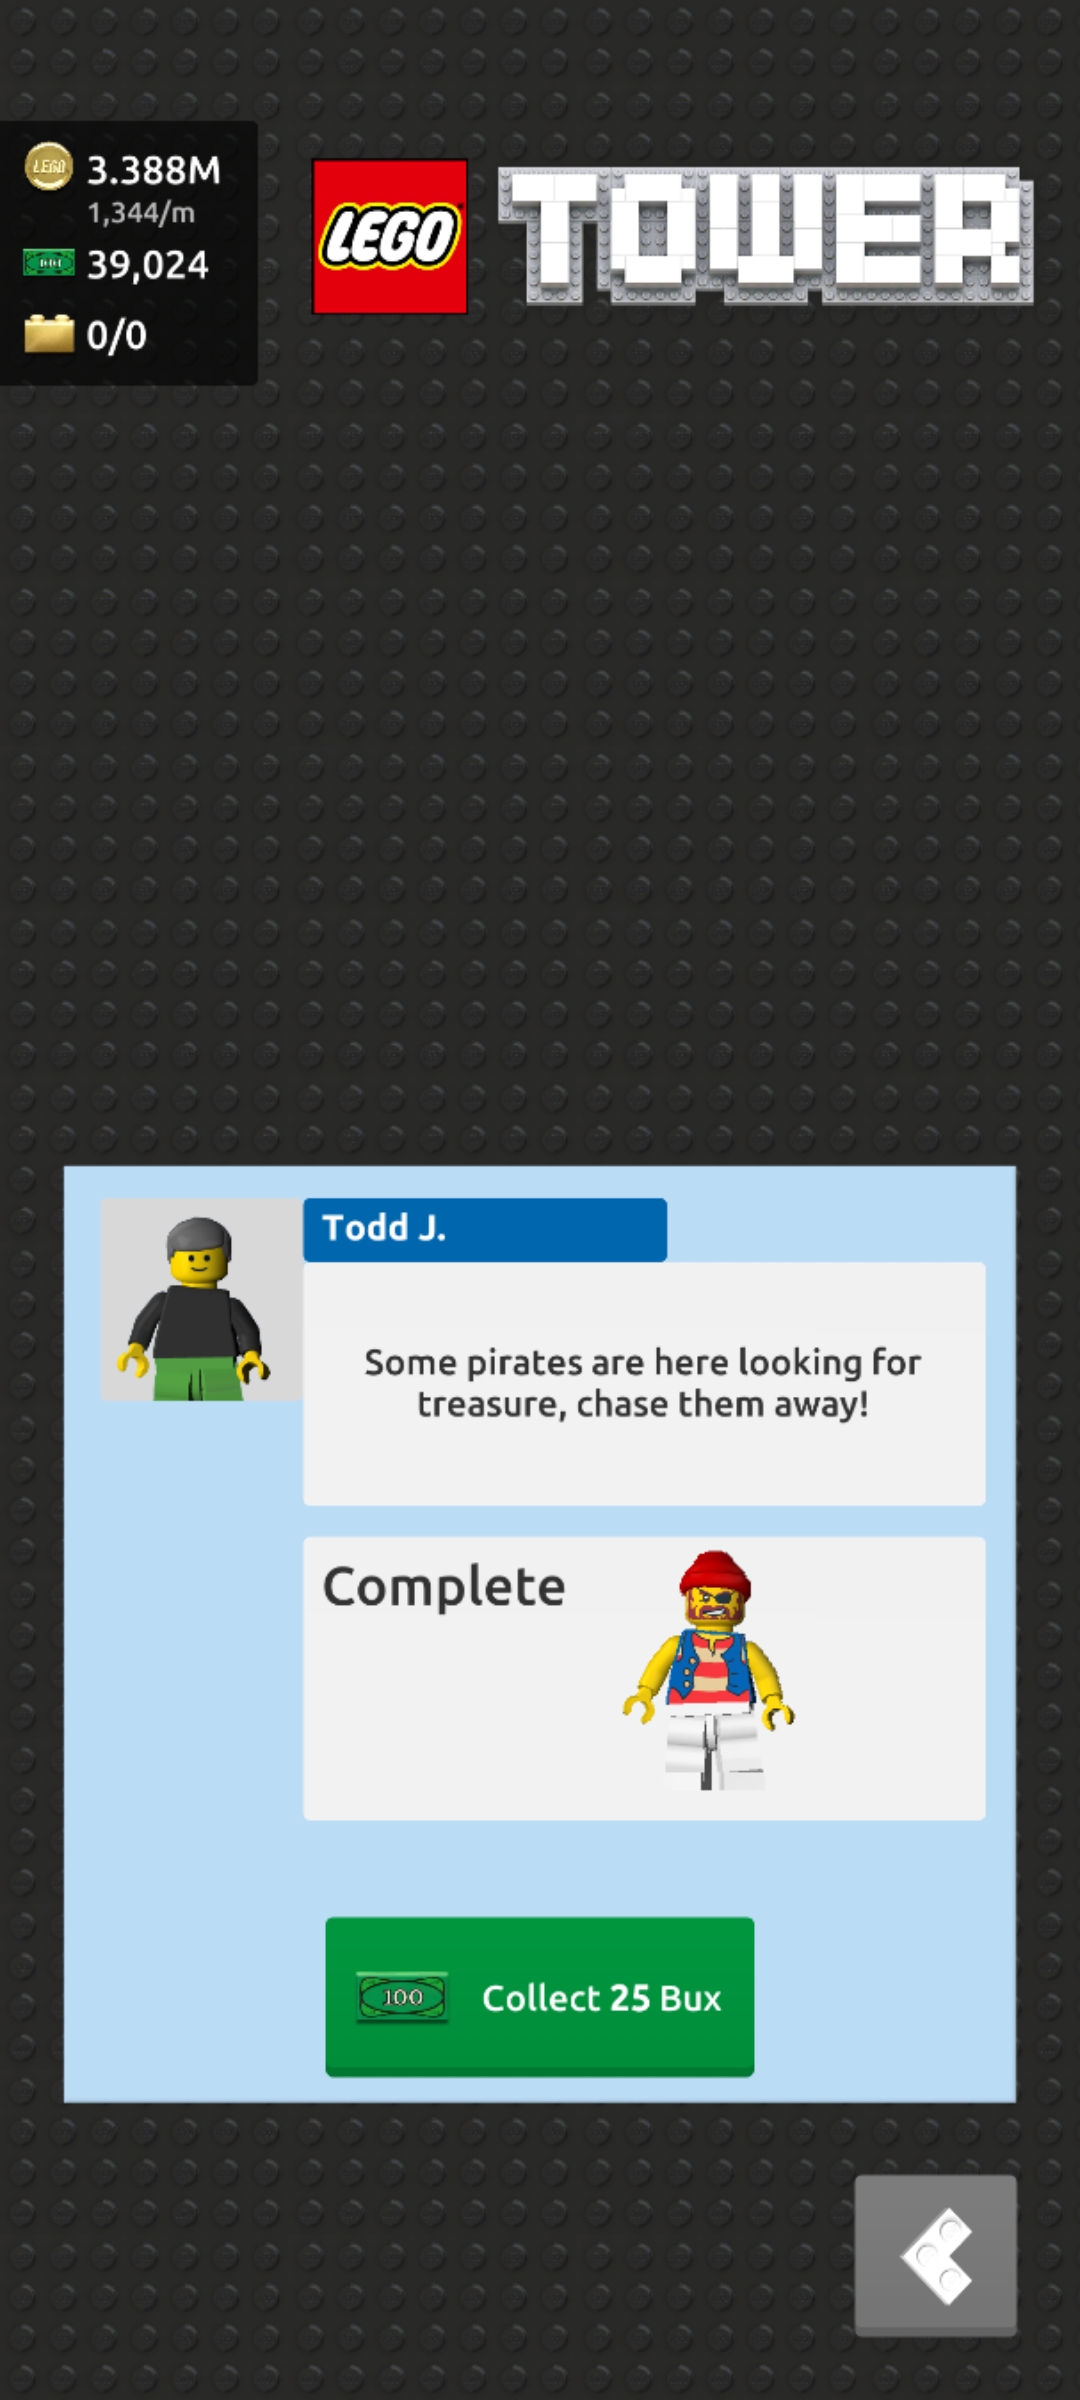 LEGO
3.388M
1,344/m
39,024
0/0
LEGO
TOWER
Todd J.
Some pirates are here looking for
treasure, chase them away!
Complete
100
Collect 25 Bux